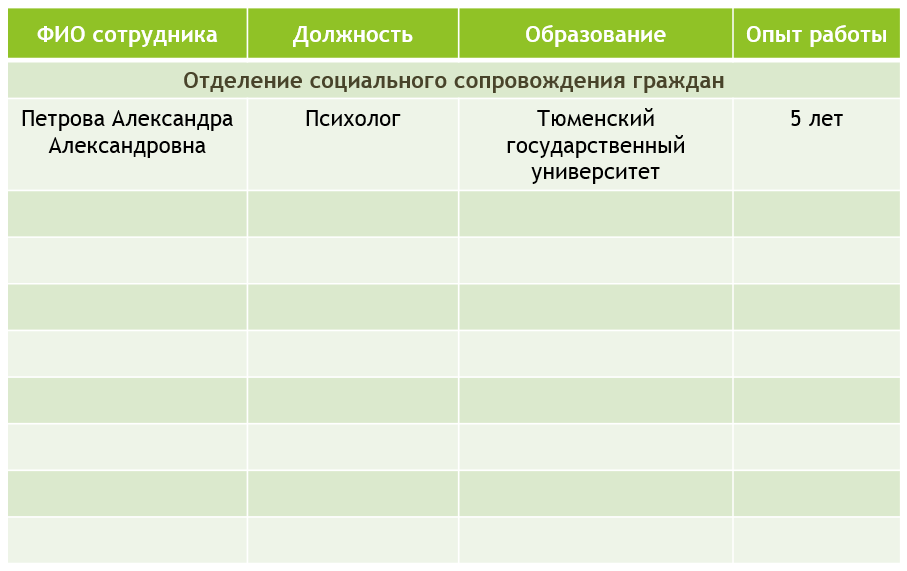 ФИО сотрудника Должность Образование Опыт работы
Отделение социального сопровождения граждан
Петрова Александра Психолог Тюменский 5 лет
Александровна государственный
университет